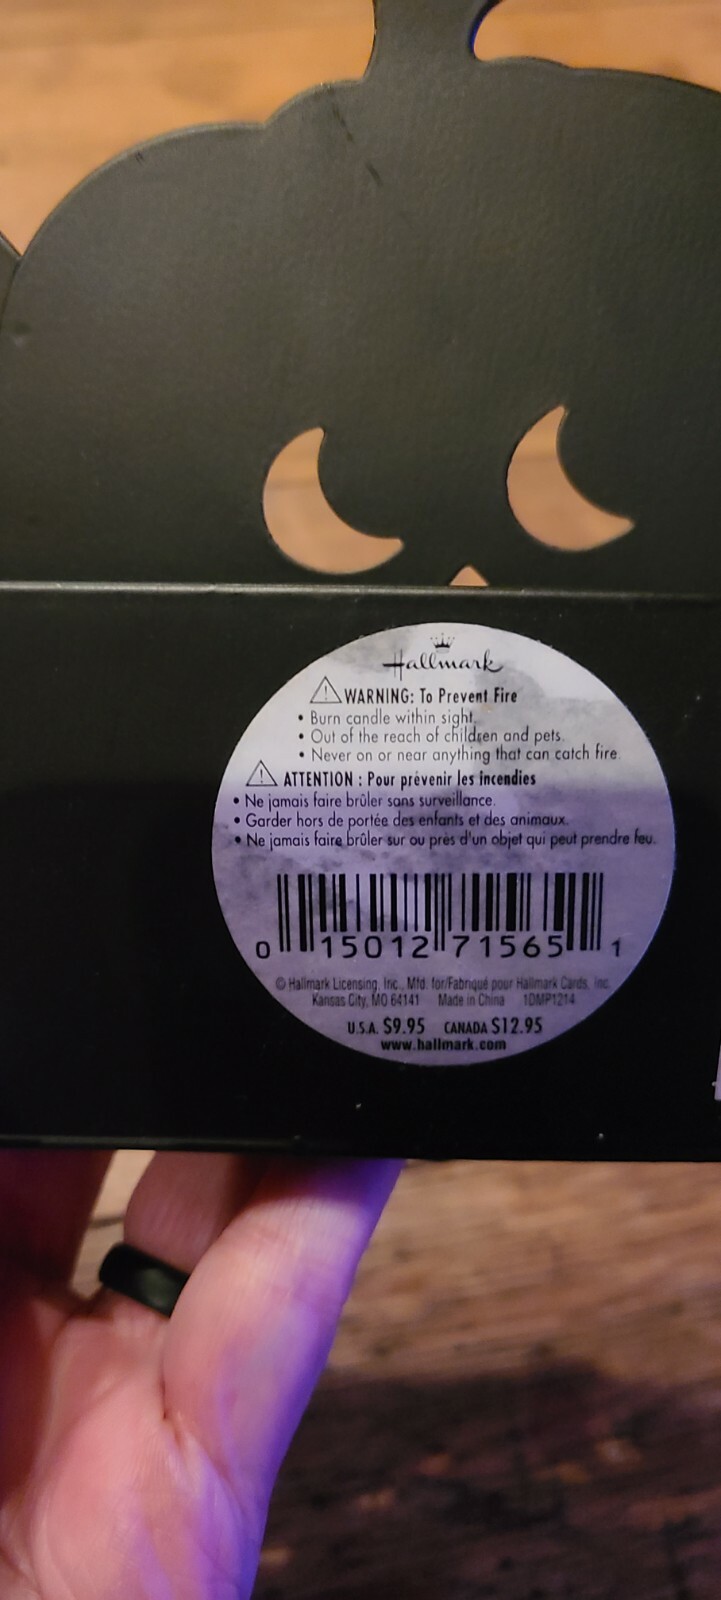 Hallmark
WARNING: To Prevent Fire
• Burn candle within sight.
• Out of the reach of children and pets.
• Never on or near anything that can catch fire.
ATTENTION : Pour prévenir les incendies
• Ne jamais faire brûler sans surveillance.
• Garder hors de portée des enfants et des animaux.
• Ne jamais faire brûler sur ou près d'un objet qui peut prendre feu.
0 15012 71565 1
© Hallmark Licensing, Inc., Mfd. for/Fabriqué pour Hallmark Cards, Inc.
Kansas City, MO 64141 Made in China 1DMP1214
U.S.A. $9.95 CANADA $12.95
www.hallmark.com